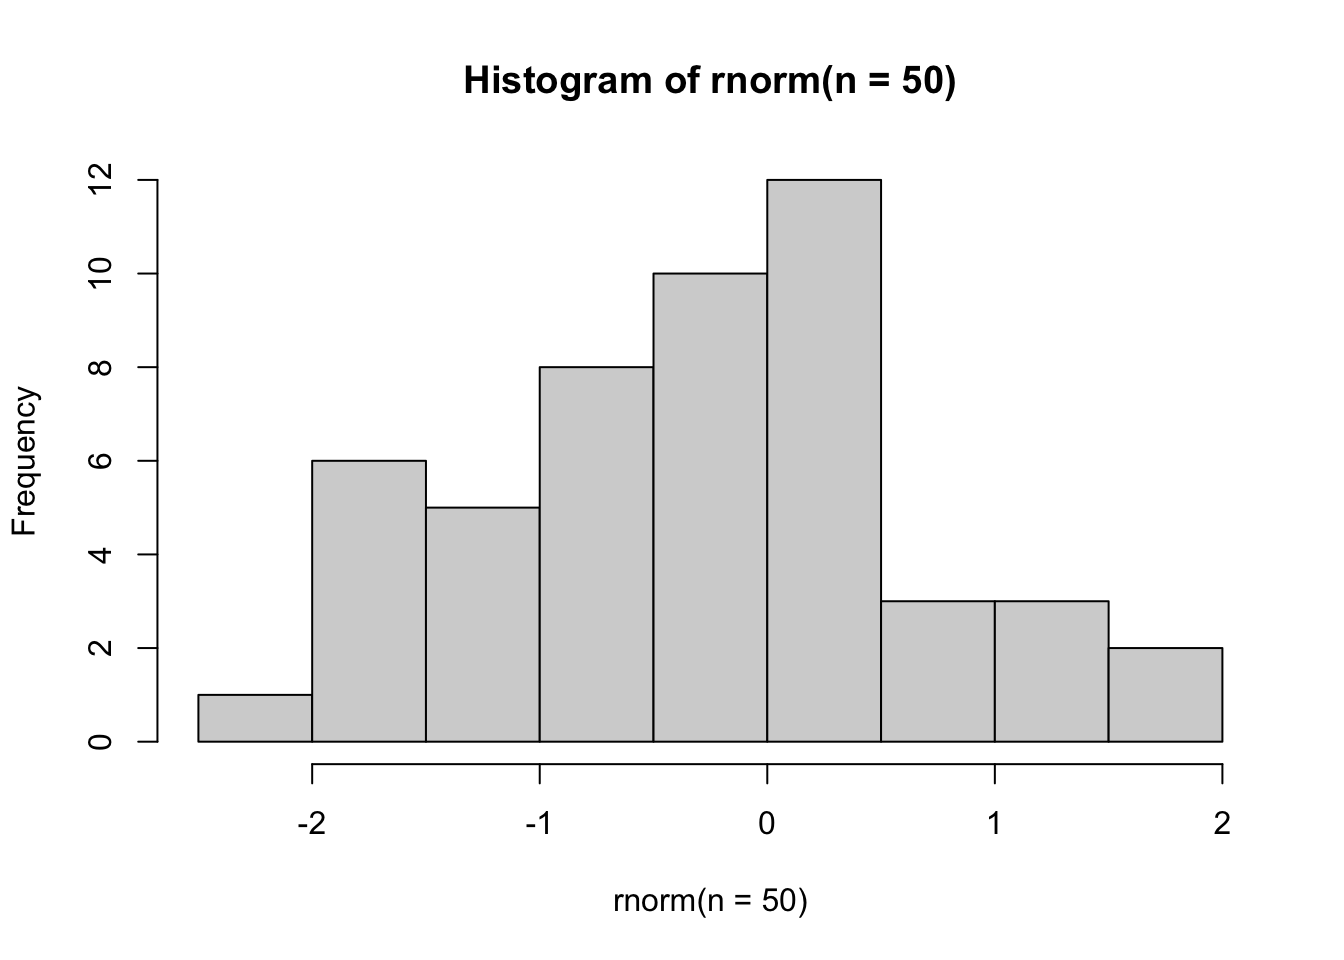 Histogram of rnorm(n = 50)
Frequency
12
10
8
6
4
2
0
-2 -1 0 1 2
rnorm(n = 50)